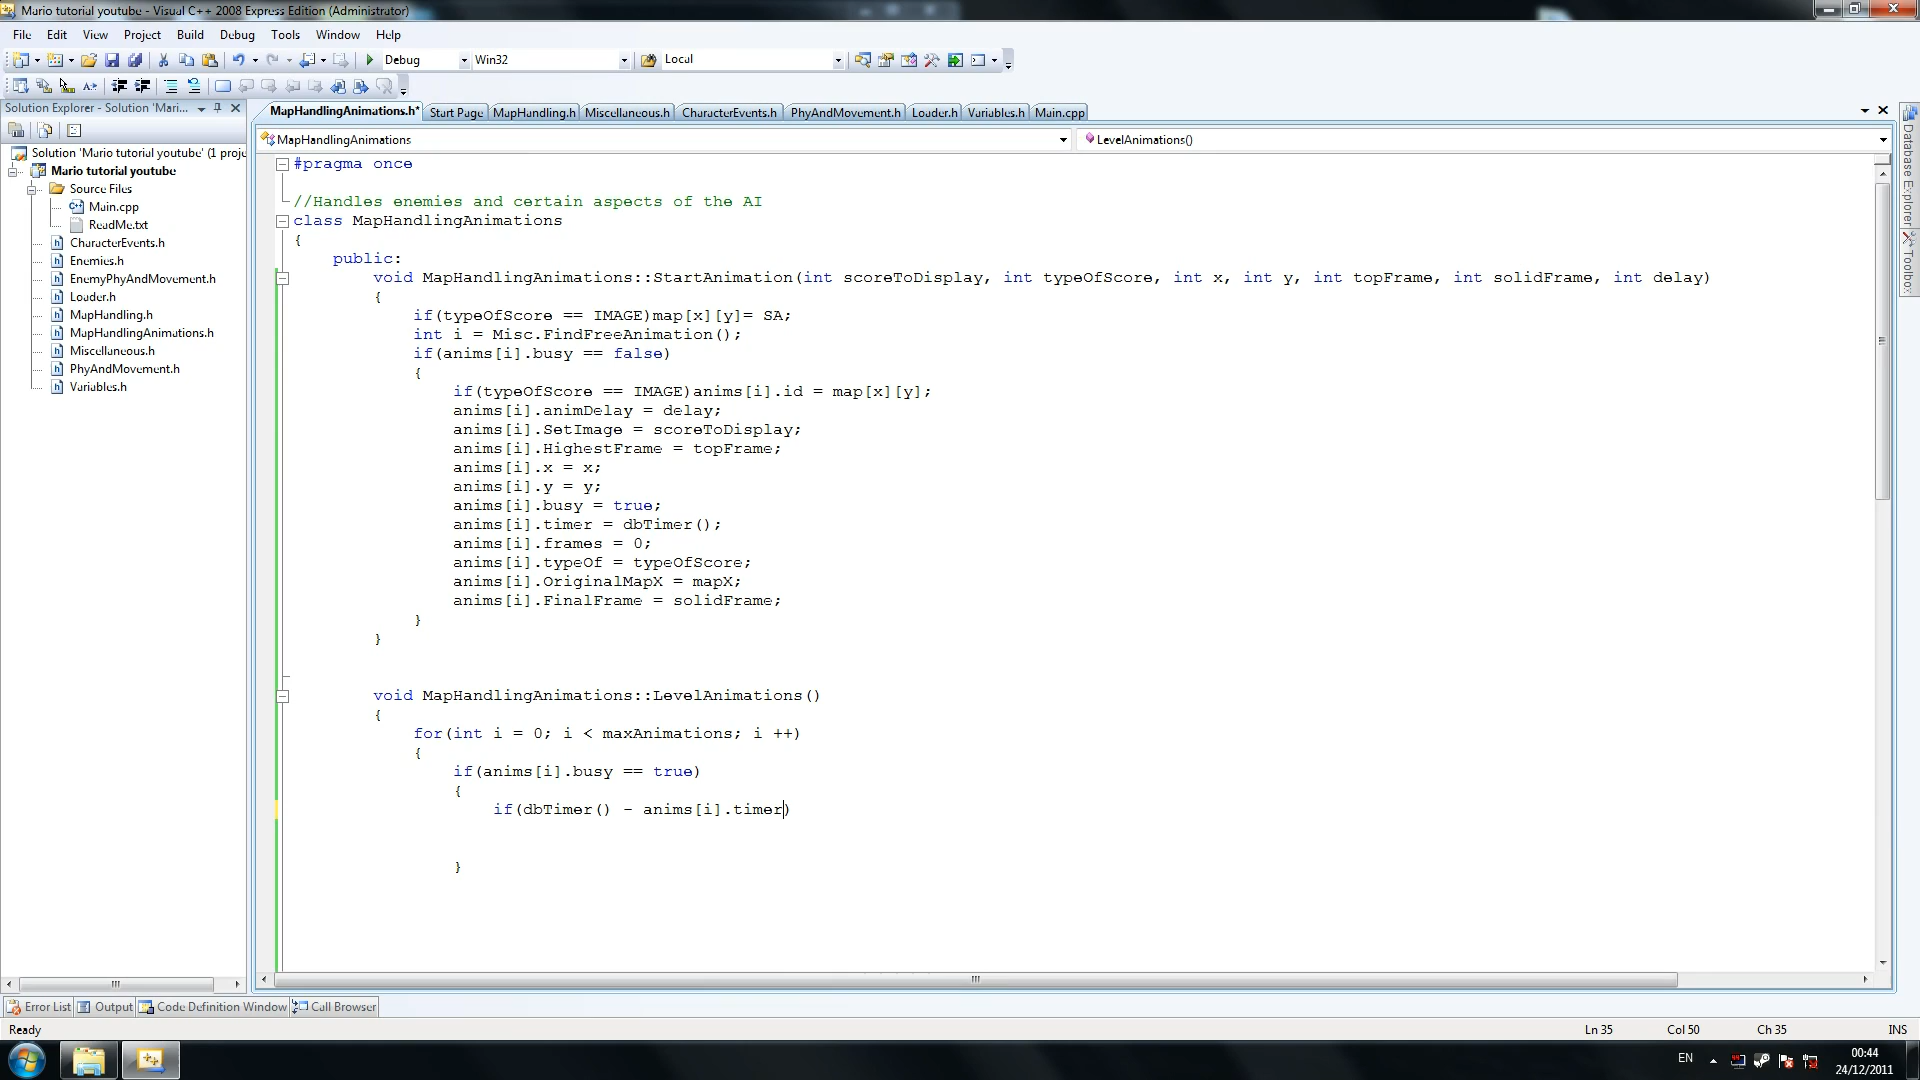 Mario tutorial youtube - Visual C++ 2008 Express Edition (Administrator)
File Edit View Project Build Debug Tools Window Help
Debug Win32 Local
Solution Explorer - Solution 'Mari...
MapHandlingAnimations.h* Start Page MapHandling.h Miscellaneous.h CharacterEvents.h PhyAndMovement.h Loader.h Variables.h Main.cpp
MapHandlingAnimations LevelAnimations()
Solution 'Mario tutorial youtube' (1 proje
Mario tutorial youtube
Source Files
Main.cpp
ReadMe.txt
CharacterEvents.h
Enemies.h
EnemyPhyAndMovement.h
Loader.h
MapHandling.h
MapHandlingAnimations.h
Miscellaneous.h
PhyAndMovement.h
Variables.h
#pragma once
//Handles enemies and certain aspects of the AI
class MapHandlingAnimations
{
public:
void MapHandlingAnimations::StartAnimation(int scoreToDisplay, int typeOfScore, int x, int y, int topFrame, int solidFrame, int delay)
{
if(typeOfScore == IMAGE)map[x][y]= SA;
int i = Misc.FindFreeAnimation();
if(anims[i].busy == false)
{
if(typeOfScore == IMAGE)anims[i].id = map[x][y];
anims[i].animDelay = delay;
anims[i].SetImage = scoreToDisplay;
anims[i].HighestFrame = topFrame;
anims[i].x = x;
anims[i].y = y;
anims[i].busy = true;
anims[i].timer = dbTimer();
anims[i].frames = 0;
anims[i].typeOf = typeOfScore;
anims[i].OriginalMapX = mapX;
anims[i].FinalFrame = solidFrame;
}
}
void MapHandlingAnimations::LevelAnimations()
{
for(int i = 0; i < maxAnimations; i ++)
{
if(anims[i].busy == true)
{
if(dbTimer() - anims[i].timer)
}
Database Explorer
Toolbox
Error List Output Code Definition Window Call Browser
Ready Ln 35 Col 50 Ch 35 INS
EN 00:44
24/12/2011